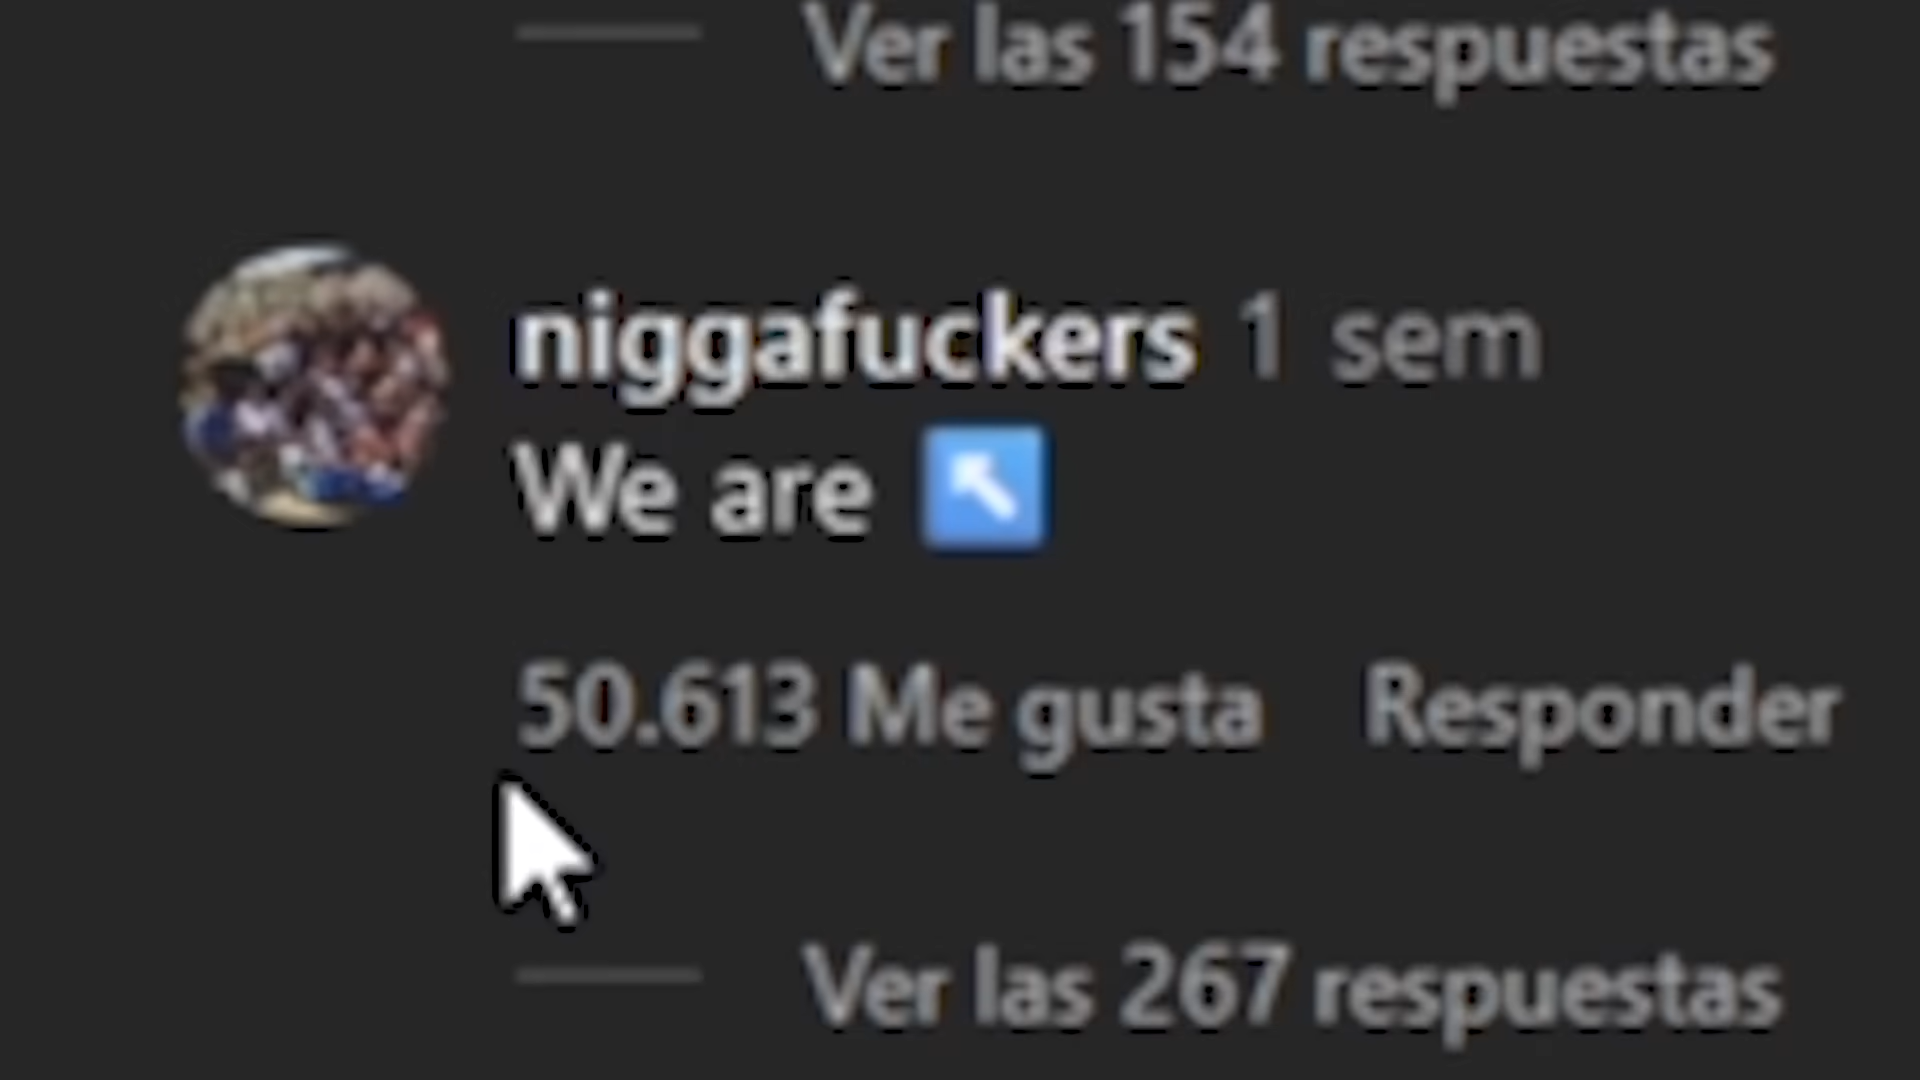 Ver las 154 respuestas
niggafuckers 1 sem
We are ↖️
50.613 Me gusta Responder
Ver las 267 respuestas